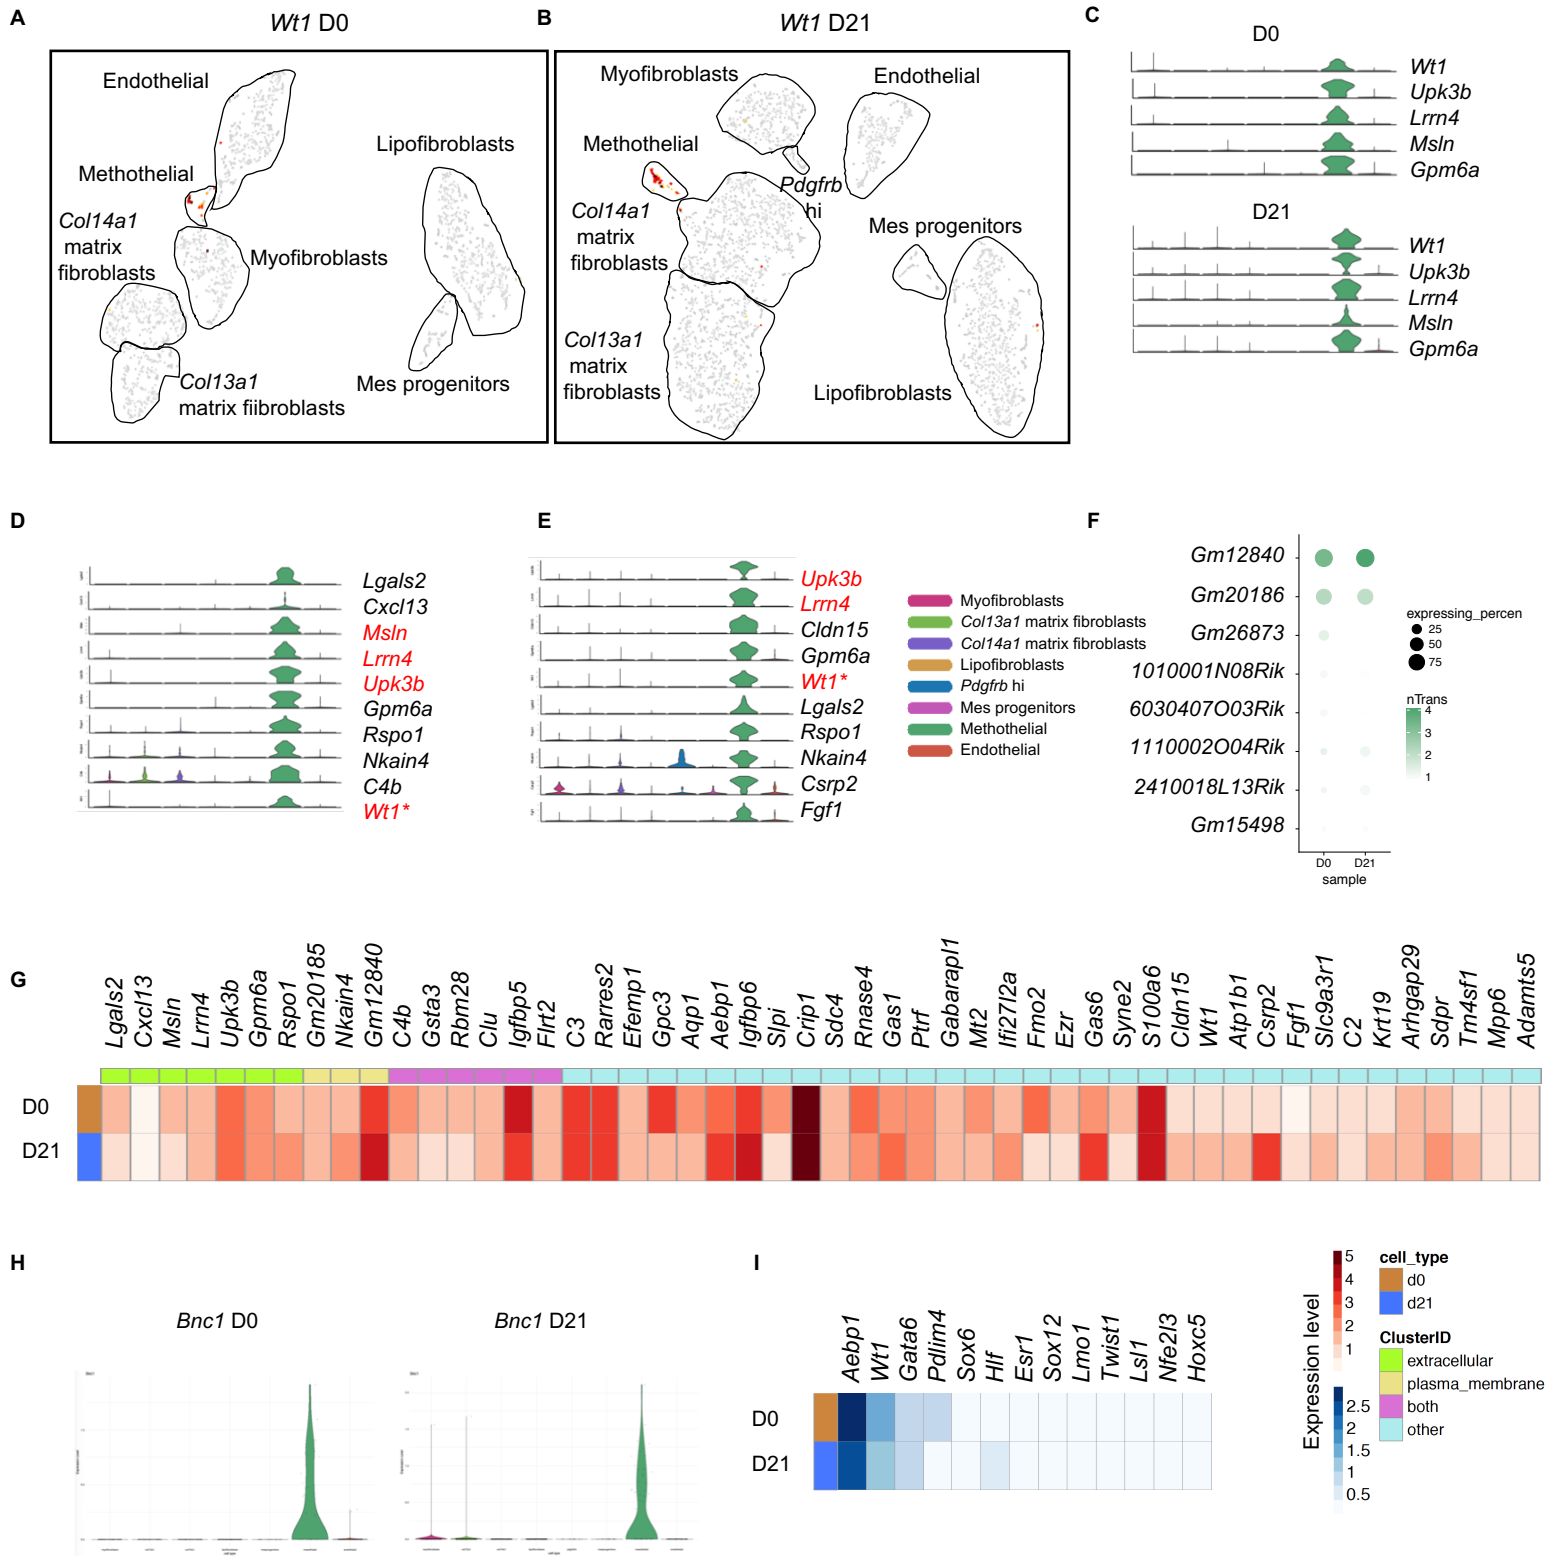 A
Wt1 D0
Endothelial
Methothelial
Lipofibroblasts
Col14a1
matrix
fibroblasts
Myofibroblasts
Col13a1
matrix fiibroblasts
Mes progenitors
B
Wt1 D21
Myofibroblasts
Endothelial
Methothelial
Pdgfrb
hi
Col14a1
matrix
fibroblasts
Mes progenitors
Col13a1
matrix
fibroblasts
Lipofibroblasts
C
D0
Wt1
Upk3b
Lrrn4
Msln
Gpm6a
D21
Wt1
Upk3b
Lrrn4
Msln
Gpm6a
D
Lgals2
Cxcl13
Msln
Lrrn4
Upk3b
Gpm6a
Rspo1
Nkain4
C4b
Wt1*
E
Upk3b
Lrrn4
Cldn15
Gpm6a
Wt1*
Lgals2
Rspo1
Nkain4
Csrp2
Fgf1
Myofibroblasts
Col13a1 matrix fibroblasts
Col14a1 matrix fibroblasts
Lipofibroblasts
Pdgfrb hi
Mes progenitors
Methothelial
Endothelial
F
Gm12840
Gm20186
Gm26873
1010001N08Rik
6030407O03Rik
1110002O04Rik
2410018L13Rik
Gm15498
D0 D21
sample
expressing_percen
25
50
75
nTrans
4
3
2
1
G
Lgals2 Cxcl13 Msln Lrrn4 Upk3b Gpm6a Rspo1 Gm20185 Nkain4 Gm12840 C4b Gsta3 Rbm28 Clu Igfbp5 Flrt2 C3 Rarres2 Efemp1 Gpc3 Aqp1 Aebp1 Igfbp6 Slpi Crip1 Sdc4 Rnase4 Gas1 Ptrf Gabarapl1 Mt2 Ifi27l2a Fmo2 Ezr Gas6 Syne2 S100a6 Cldn15 Wt1 Atp1b1 Csrp2 Fgf1 Slc9a3r1 C2 Krt19 Arhgap29 Sdpr Tm4sf1 Mpp6 Adamts5
D0
D21
H
Bnc1 D0
Bnc1 D21
I
Aebp1 Wt1 Gata6 Pdlim4 Sox6 Hlf Esr1 Sox12 Lmo1 Twist1 Lsl1 Nfe2l3 Hoxc5
D0
D21
Expression level
5
4
3
2
1
2.5
2
1.5
1
0.5
cell_type
d0
d21
ClusterID
extracellular
plasma_membrane
both
other